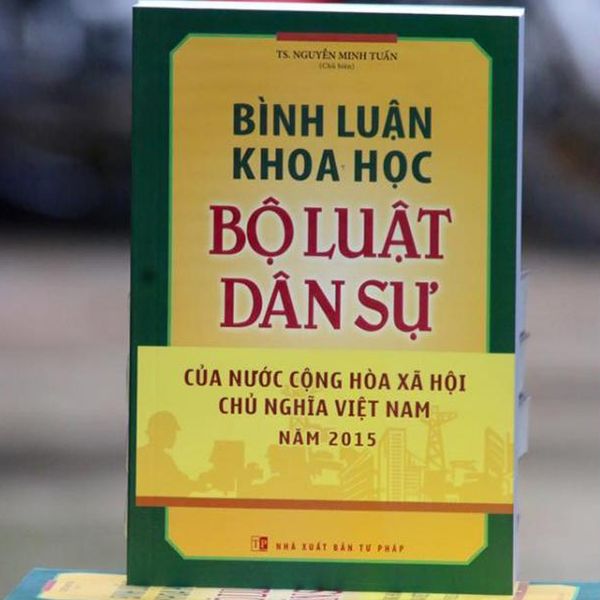 TS. NGUYỄN MINH TUẤN
(Chủ biên)
BÌNH LUẬN
KHOA HỌC
BỘ LUẬT
DÂN SỰ
CỦA NƯỚC CỘNG HÒA XÃ HỘI
CHỦ NGHĨA VIỆT NAM
NĂM 2015
TP NHÀ XUẤT BẢN TƯ PHÁP